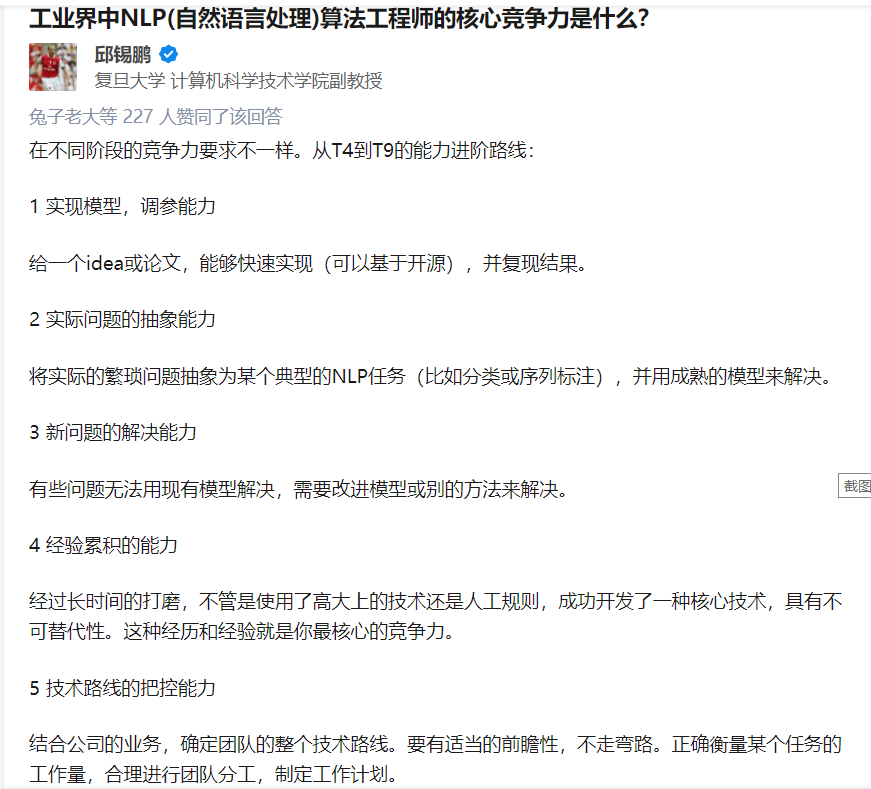 工业界中NLP(自然语言处理)算法工程师的核心竞争力是什么？
邱锡鹏
复旦大学 计算机科学技术学院副教授
兔子老大等 227 人赞同了该回答
在不同阶段的竞争力要求不一样。从T4到T9的能力进阶路线：
1 实现模型，调参能力
给一个idea或论文，能够快速实现（可以基于开源），并复现结果。
2 实际问题的抽象能力
将实际的繁琐问题抽象为某个典型的NLP任务（比如分类或序列标注），并用成熟的模型来解决。
3 新问题的解决能力
有些问题无法用现有模型解决，需要改进模型或别的方法来解决。
截图
4 经验累积的能力
经过长时间的打磨，不管是使用了高大上的技术还是人工规则，成功开发了一种核心技术，具有不
可替代性。这种经历和经验就是你最核心的竞争力。
5 技术路线的把控能力
结合公司的业务，确定团队的整个技术路线。要有适当的前瞻性，不走弯路。正确衡量某个任务的
工作量，合理进行团队分工，制定工作计划。